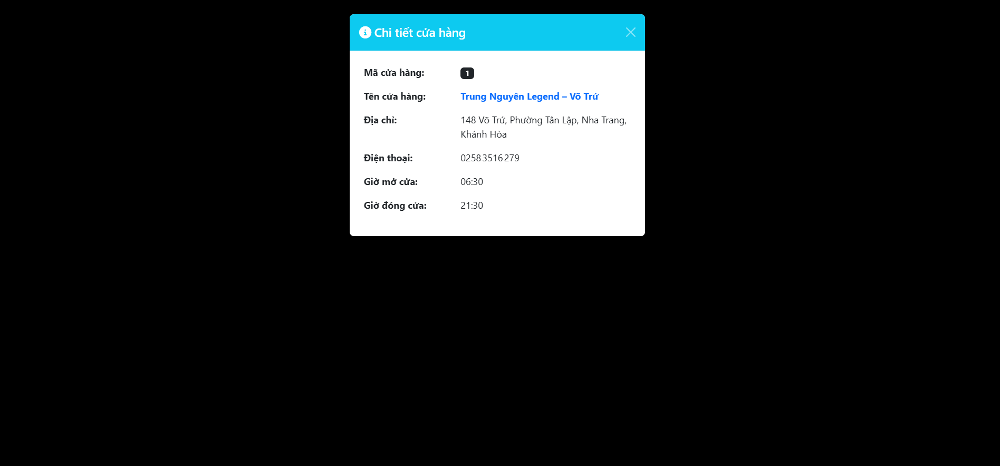 Chi tiết cửa hàng
Mã cửa hàng: 1
Tên cửa hàng: Trung Nguyên Legend – Võ Trứ
Địa chỉ: 148 Võ Trứ, Phường Tân Lập, Nha Trang,
Khánh Hòa
Điện thoại: 0258 3516 279
Giờ mở cửa: 06:30
Giờ đóng cửa: 21:30